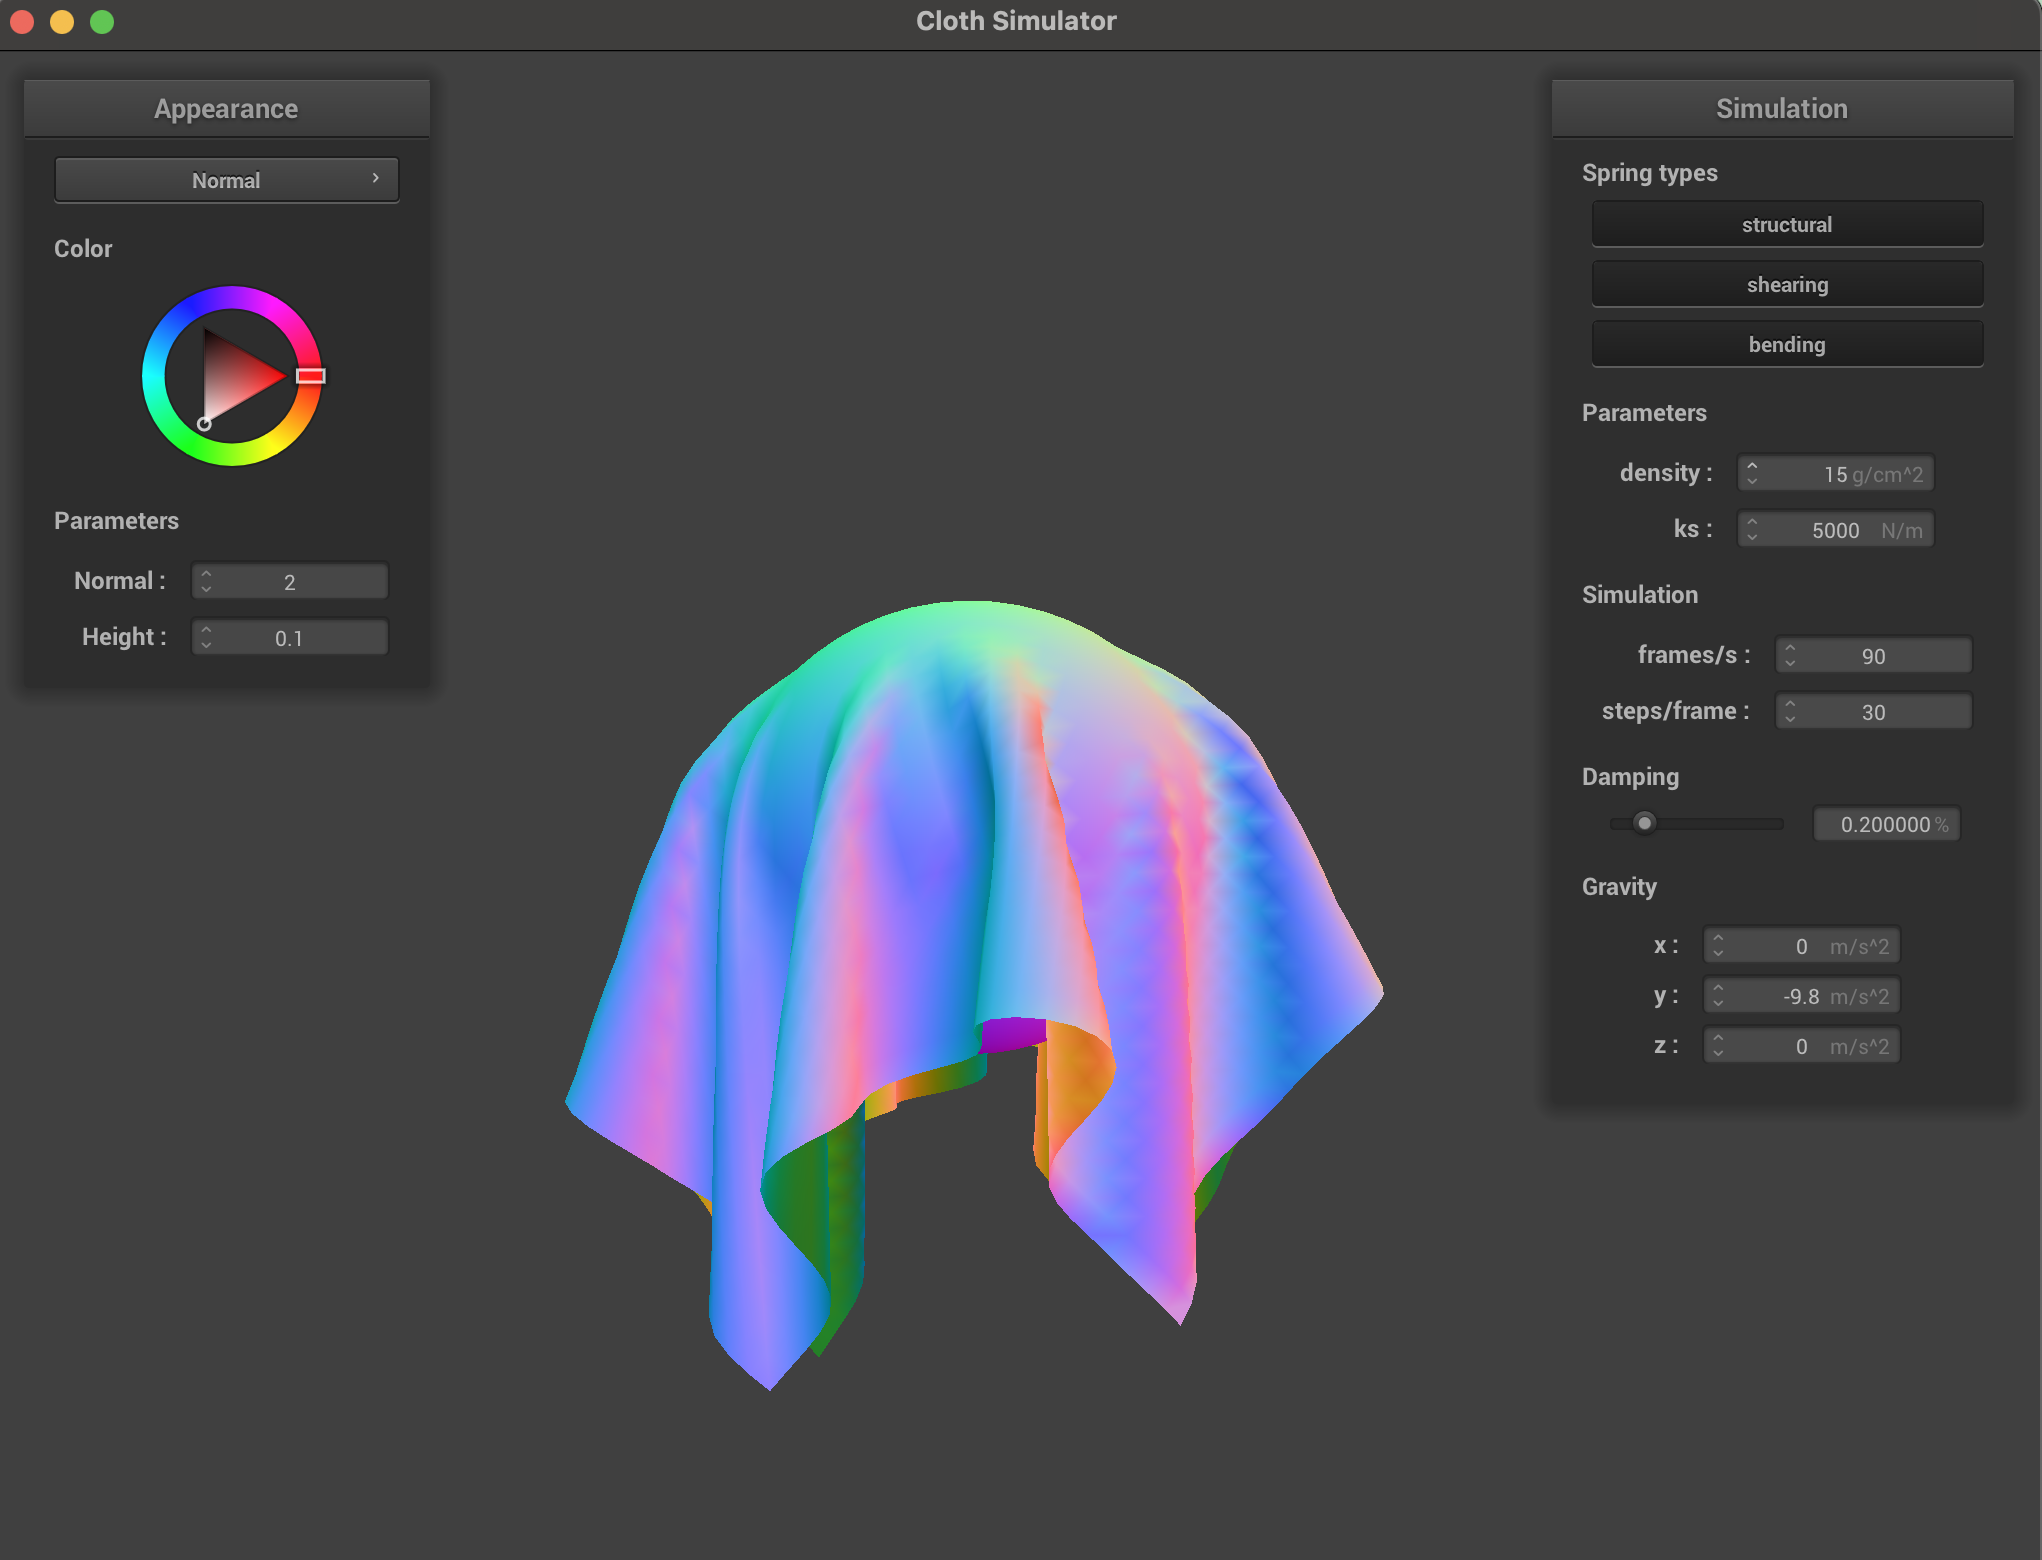 Cloth Simulator
Appearance
Normal
Color
Parameters
Normal :
2
Height :
0.1
Simulation
Spring types
structural
shearing
bending
Parameters
density :
15 g/cm^2
ks :
5000 N/m
Simulation
frames/s :
90
steps/frame :
30
Damping
0.200000 %
Gravity
x :
0 m/s^2
y :
-9.8 m/s^2
z :
0 m/s^2